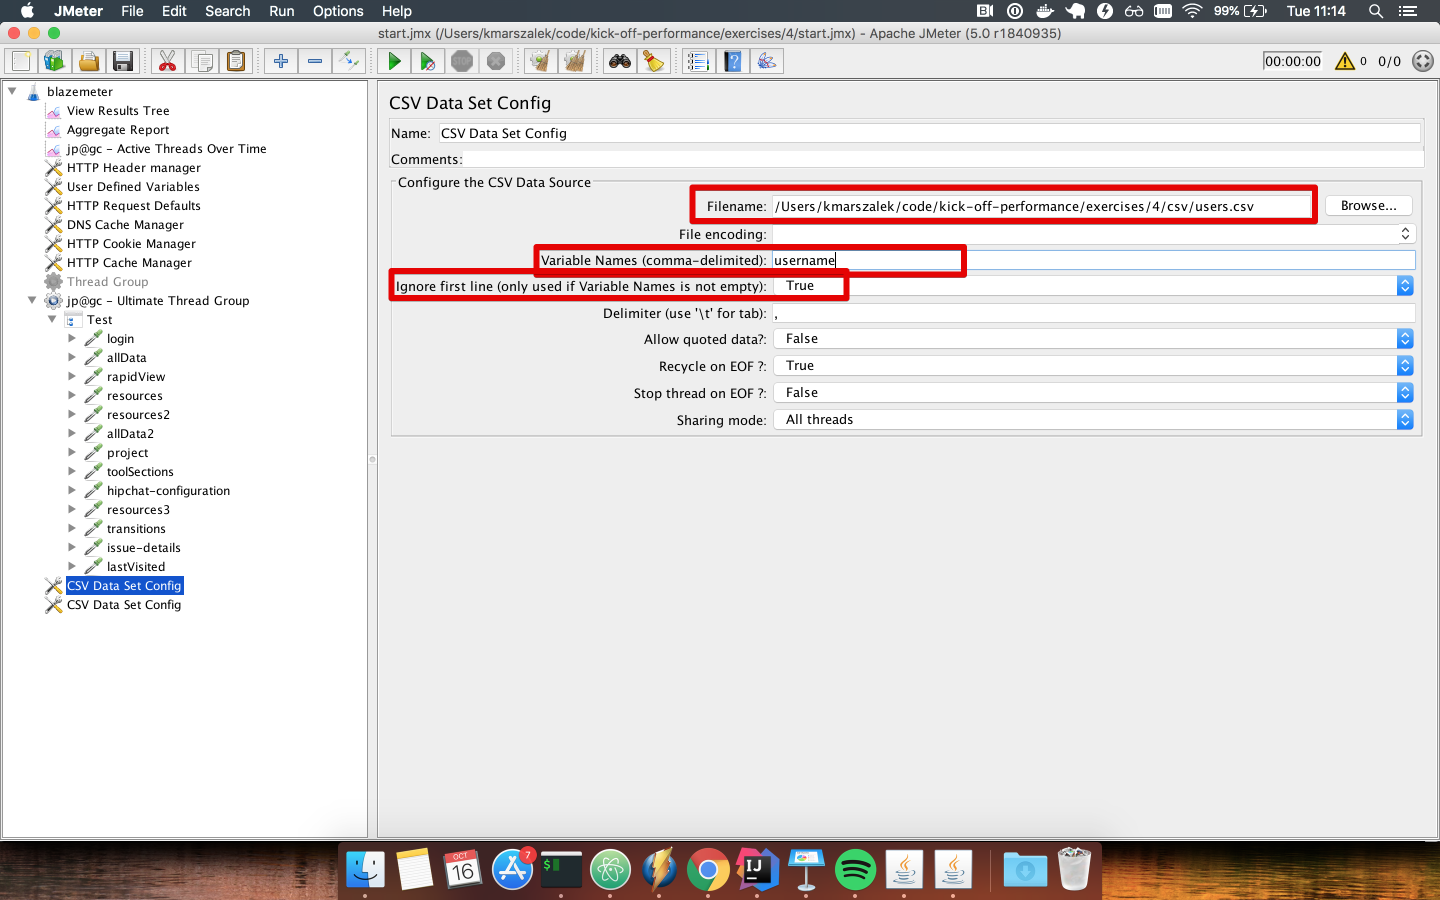 JMeter File Edit Search Run Options Help 99% Tue 11:14
start.jmx (/Users/kmarszalek/code/kick-off-performance/exercises/4/start.jmx) - Apache JMeter (5.0 r1840935)
STOP 00:00:00 0 0/0
blazemeter
View Results Tree
Aggregate Report
jp@gc - Active Threads Over Time
HTTP Header manager
User Defined Variables
HTTP Request Defaults
DNS Cache Manager
HTTP Cookie Manager
HTTP Cache Manager
Thread Group
jp@gc - Ultimate Thread Group
Test
login
allData
rapidView
resources
resources2
allData2
project
toolSections
hipchat-configuration
resources3
transitions
issue-details
lastVisited
CSV Data Set Config
CSV Data Set Config
CSV Data Set Config
Name: CSV Data Set Config
Comments:
Configure the CSV Data Source
Filename: /Users/kmarszalek/code/kick-off-performance/exercises/4/csv/users.csv Browse...
File encoding:
Variable Names (comma-delimited): username
Ignore first line (only used if Variable Names is not empty): True
Delimiter (use '\t' for tab): ,
Allow quoted data?: False
Recycle on EOF ?: True
Stop thread on EOF ?: False
Sharing mode: All threads
OCT
16
7
$
IJ